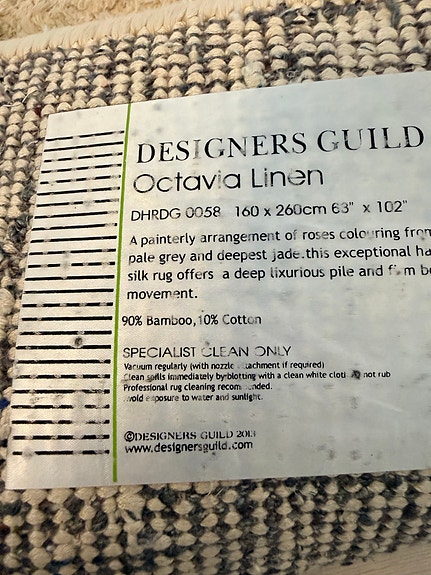 DESIGNERS GUILD
Octavia Linen
DHRDG 0058 160 x 260cm 63" x 102"
A painterly arrangement of roses colouring from
pale grey and deepest jade.this exceptional ha
silk rug offers a deep lixurious pile and
movement.
90% Bamboo,10% Cotton
SPECIALIST CLEAN ONLY
Vacuum regularly (with nozzle attachment if required)
Clean spills immediately by blotting with a clean white cloth not rub
Professional rug cleaning recommended.
avoid exposure to water and sunlight.
©DESIGNERS GUILD 2013
www.designersguild.com